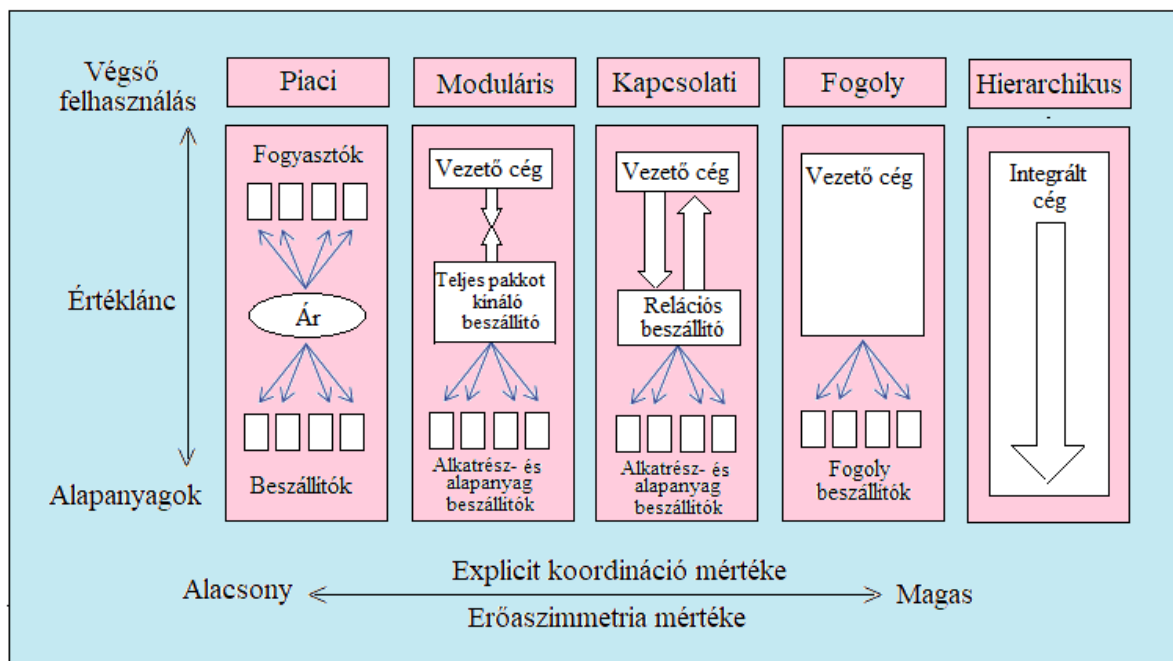 Végső
felhasználás
Piaci
Moduláris
Kapcsolati
Fogoly
Hierarchikus
Értéklánc
Alapanyagok
Fogyasztók
Ár
Beszállítók
Vezető cég
Teljes pakkot
kínáló
beszállító
Alkatrész- és
alapanyag
beszállítók
Vezető cég
Relációs
beszállító
Alkatrész- és
alapanyag
beszállítók
Vezető cég
Fogoly
beszállítók
Integrált
cég
Alacsony
Explicit koordináció mértéke
Erőaszimmetria mértéke
Magas